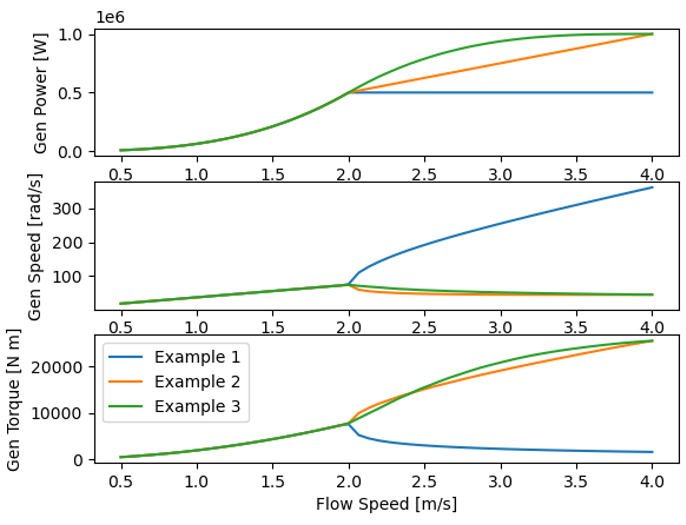 1e6
Gen Power [W]
1.0
0.5
0.0
0.5 1.0 1.5 2.0 2.5 3.0 3.5 4.0
Gen Speed [rad/s]
300
200
100
0.5 1.0 1.5 2.0 2.5 3.0 3.5 4.0
Gen Torque [N m]
20000
10000
0
Example 1
Example 2
Example 3
0.5 1.0 1.5 2.0 2.5 3.0 3.5 4.0
Flow Speed [m/s]